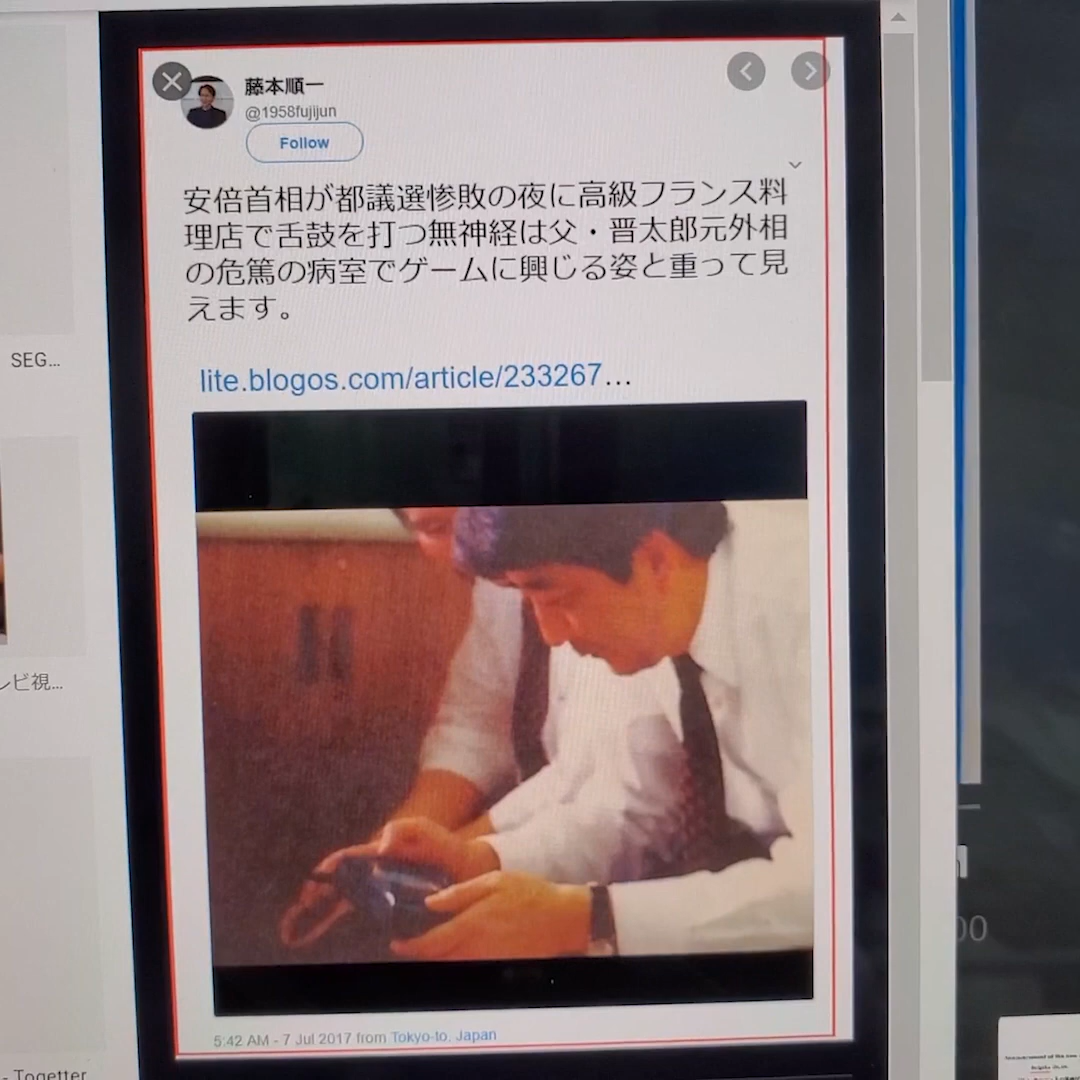 藤本順一
@1958fujijun
Follow
安倍首相が都議選惨敗の夜に高級フランス料
理店で舌鼓を打つ無神経は父・晋太郎元外相
の危篤の病室でゲームに興じる姿と重って見
えます。
lite.blogos.com/article/233267...
5:42 AM - 7 Jul 2017 from Tokyo-to, Japan
SEG...
レビ視...
- Togetter
00